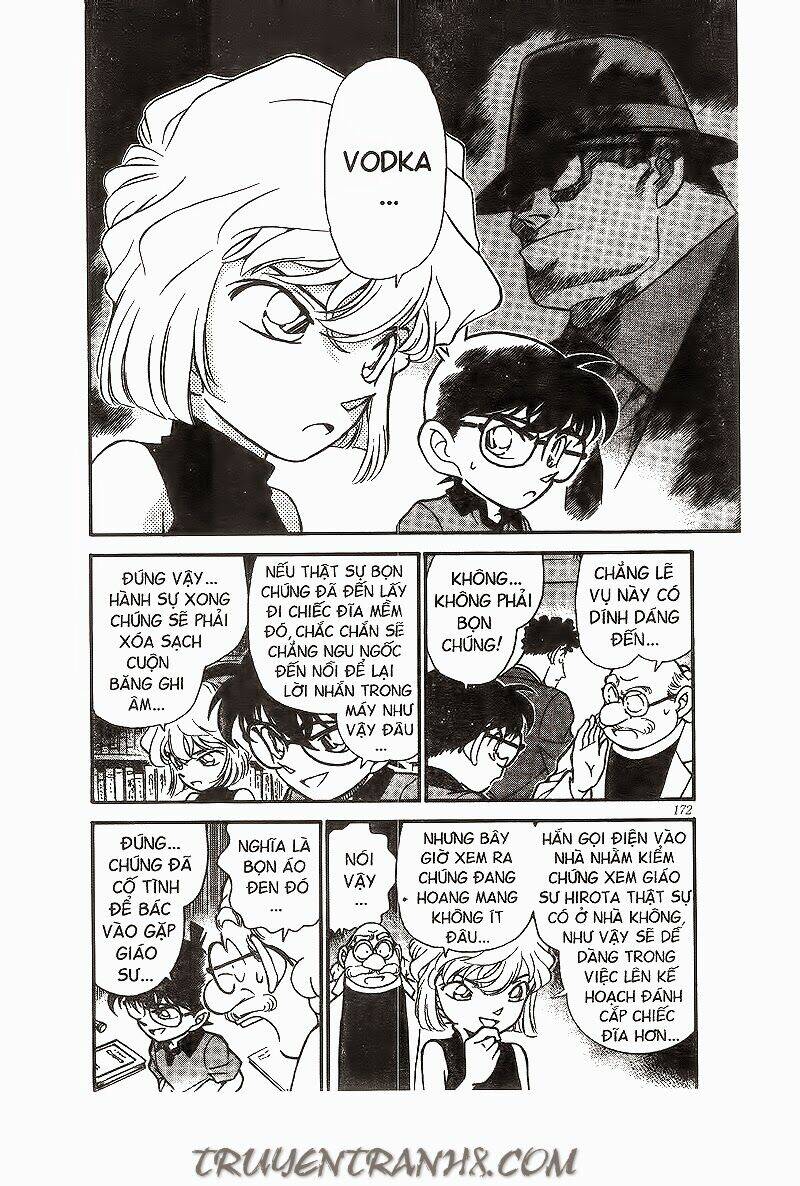 VODKA
...
CHẲNG LẼ
VỤ NÀY CÓ
DÍNH DÁNG
ĐẾN...
KHÔNG...
KHÔNG PHẢI
BỌN
CHÚNG!
NẾU THẬT SỰ BỌN
CHÚNG ĐÃ ĐẾN LẤY
ĐI CHIẾC ĐĨA MỀM
ĐÓ, CHẮC CHẮN SẼ
CHẲNG NGU NGỐC
ĐẾN NỖI ĐỂ LẠI
LỜI NHẮN TRONG
MÁY NHƯ
VẬY ĐÂU
...
ĐÚNG VẬY...
HÀNH SỰ XONG
CHÚNG SẼ PHẢI
XÓA SẠCH
CUỘN
BĂNG GHI
ÂM...
172
HẮN GỌI ĐIỆN VÀO
NHÀ NHẰM KIỂM
CHỨNG XEM GIÁO
SƯ HIROTA THẬT SỰ
CÓ Ở NHÀ KHÔNG,
NHƯ VẬY SẼ DỄ
DÀNG TRONG
VIỆC LÊN KẾ
HOẠCH ĐÁNH
CẮP CHIẾC
ĐĨA HƠN...
NHƯNG BÂY
GIỜ XEM RA
CHÚNG ĐANG
HOANG MANG
KHÔNG ÍT
ĐÂU...
NÓI
VẬY...
NGHĨA LÀ
BỌN ÁO
ĐEN ĐÓ
...
ĐÚNG...
CHÚNG ĐÃ
CỐ TÌNH
ĐỂ BÁC
VÀO GẶP
GIÁO
SƯ...
TRUYENTRANH8.COM